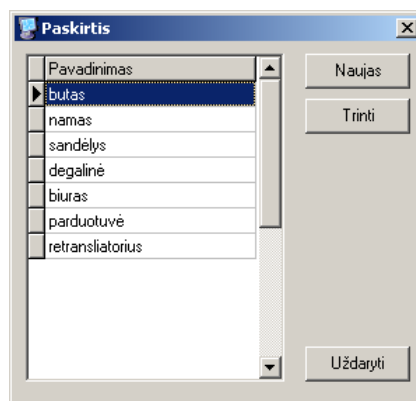 Paskirtis
Pavadinimas
butas
namas
sandėlys
degalinė
biuras
parduotuvė
retransliatorius
Naujas
Trinti
Uždaryti